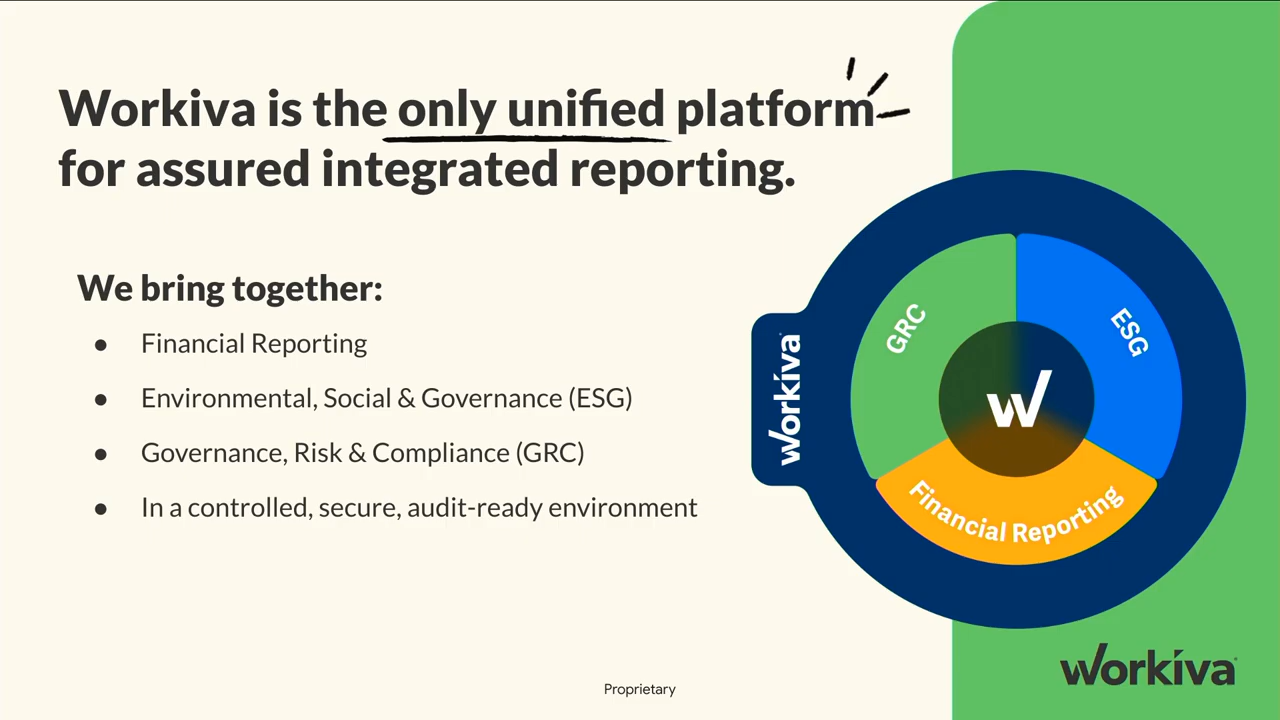 Workiva is the only unified platform
for assured integrated reporting.
We bring together:
● Financial Reporting
● Environmental, Social & Governance (ESG)
● Governance, Risk & Compliance (GRC)
● In a controlled, secure, audit-ready environment
workiva
GRC
ESG
w
Financial Reporting
workiva
Proprietary